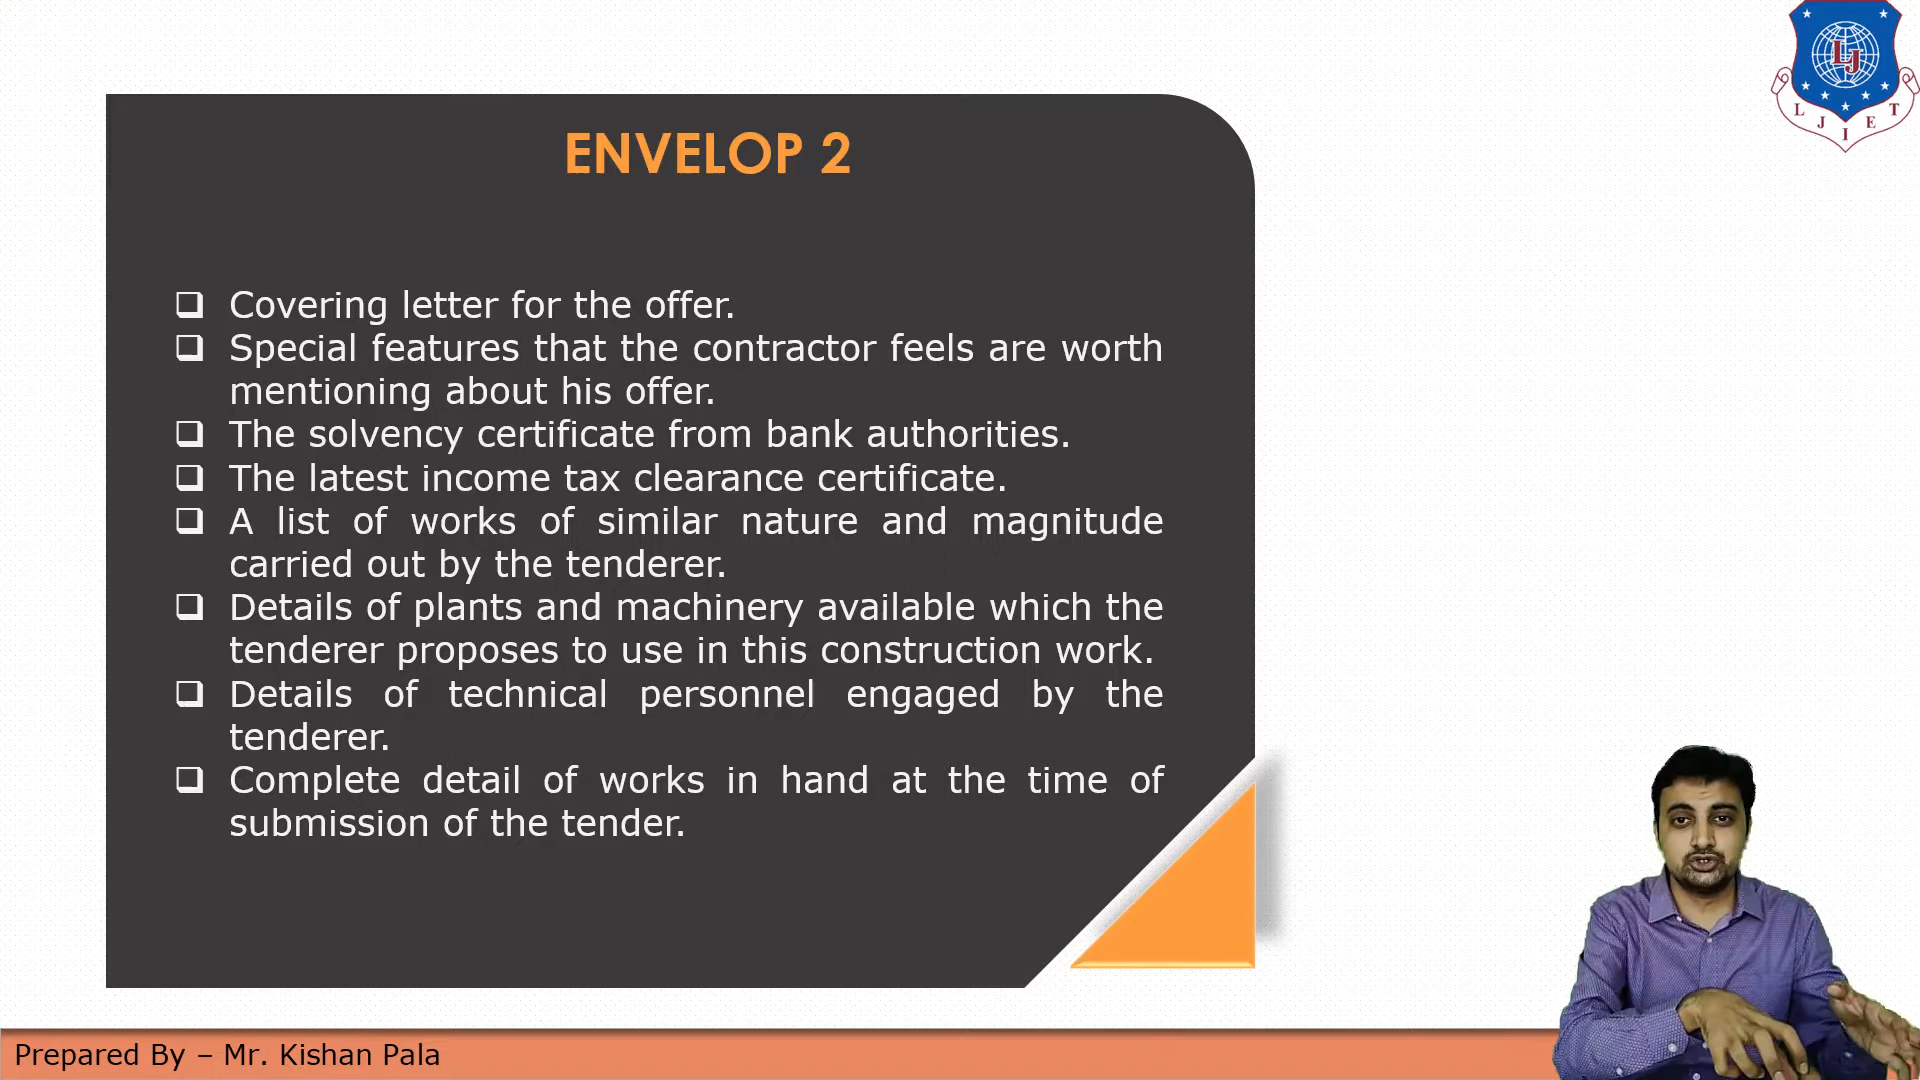 LJ
L J I E T
ENVELOP 2
❑ Covering letter for the offer.
❑ Special features that the contractor feels are worth
mentioning about his offer.
❑ The solvency certificate from bank authorities.
❑ The latest income tax clearance certificate.
❑ A list of works of similar nature and magnitude
carried out by the tenderer.
❑ Details of plants and machinery available which the
tenderer proposes to use in this construction work.
❑ Details of technical personnel engaged by the
tenderer.
❑ Complete detail of works in hand at the time of
submission of the tender.
Prepared By – Mr. Kishan Pala